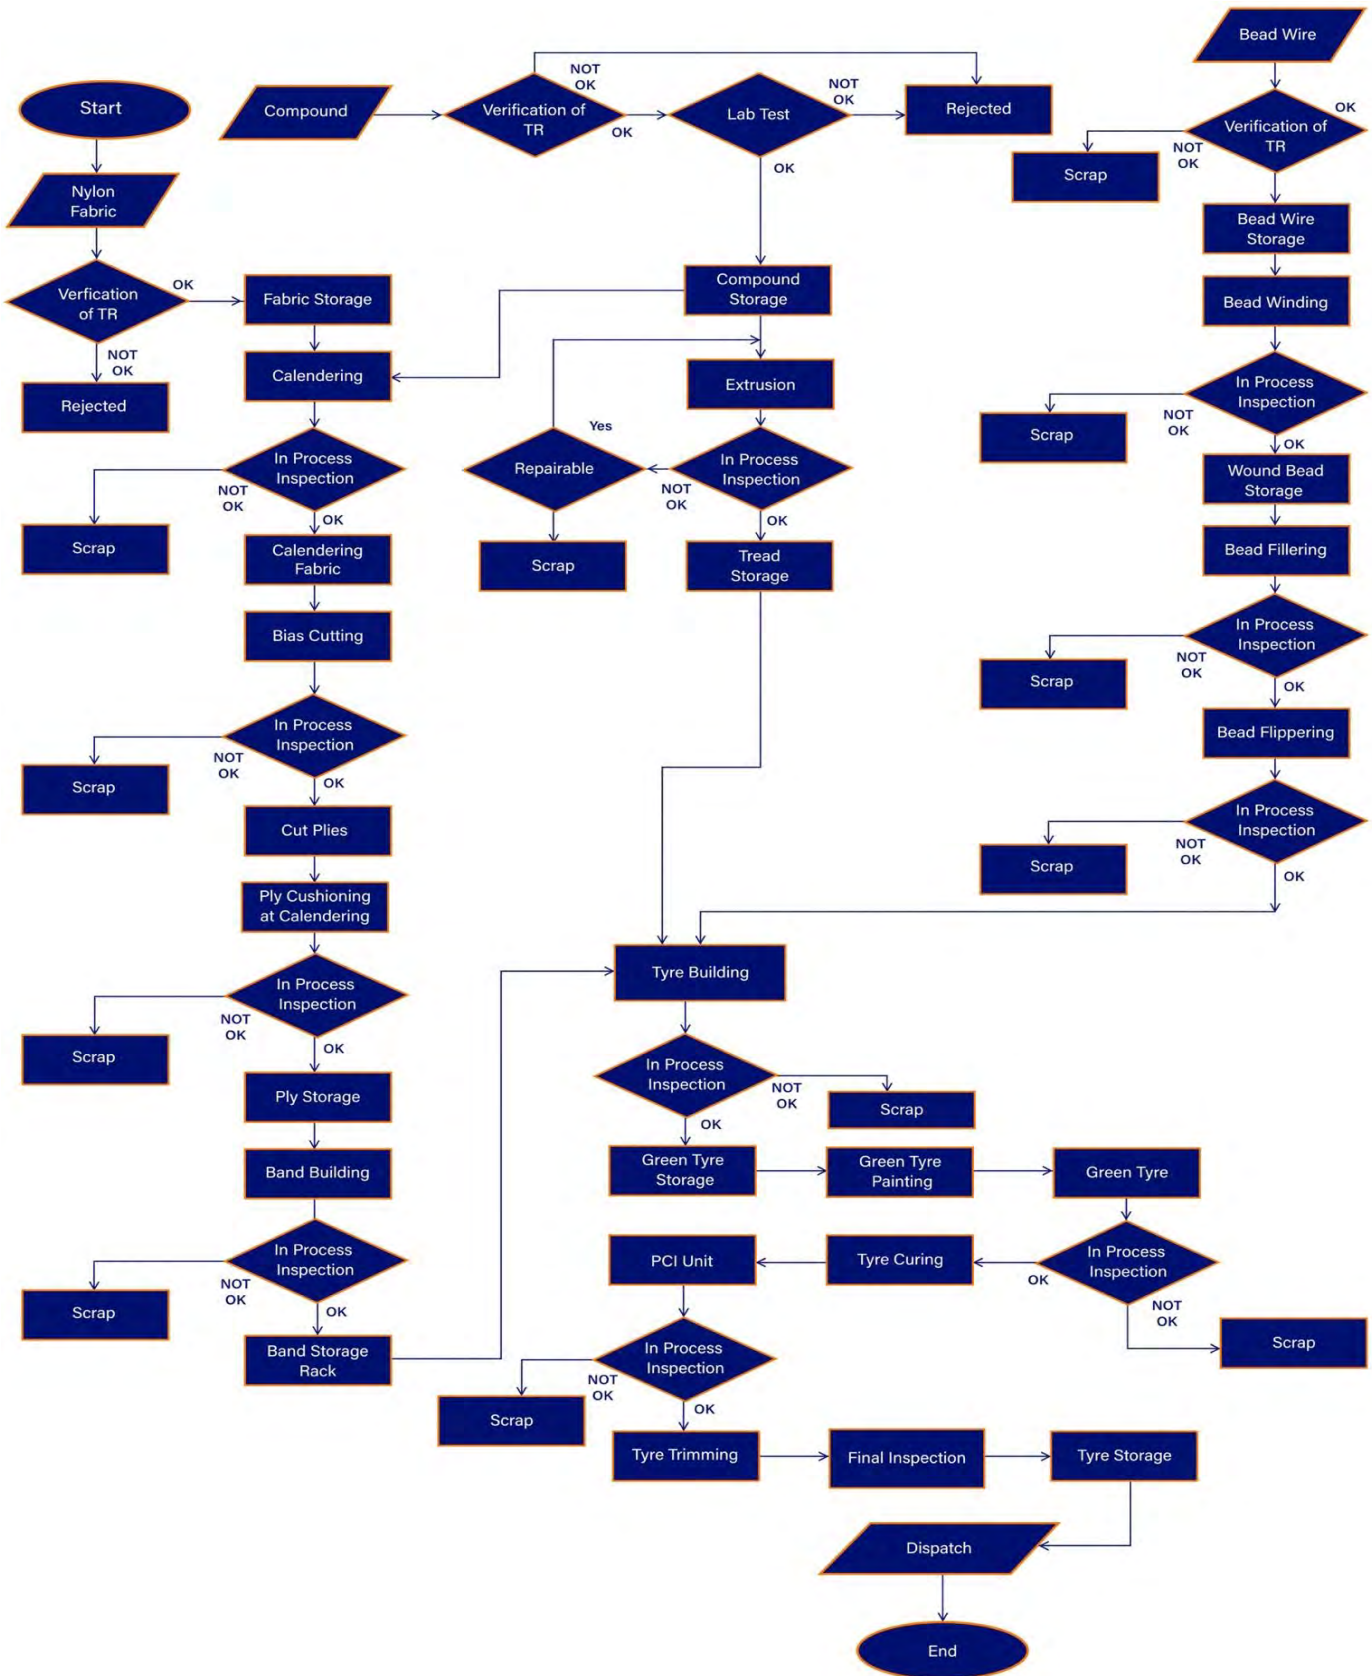 Start
Nylon
Fabric
Verfication
of TR
OK
NOT
OK
Rejected
Fabric Storage
Calendering
In Process
Inspection
NOT
OK
OK
Scrap
Calendering
Fabric
Bias Cutting
In Process
Inspection
NOT
OK
OK
Scrap
Cut Plies
Ply Cushioning
at Calendering
In Process
Inspection
NOT
OK
OK
Scrap
Ply Storage
Band Building
In Process
Inspection
NOT
OK
OK
Scrap
Band Storage
Rack
Compound
Verification of
TR
NOT
OK
OK
Lab Test
NOT
OK
OK
Rejected
Compound
Storage
Extrusion
In Process
Inspection
NOT
OK
OK
Repairable
Yes
Scrap
Tread
Storage
Bead Wire
Verification of
TR
OK
NOT
OK
Scrap
Bead Wire
Storage
Bead Winding
In Process
Inspection
NOT
OK
OK
Scrap
Wound Bead
Storage
Bead Fillering
In Process
Inspection
NOT
OK
OK
Scrap
Bead Flippering
In Process
Inspection
NOT
OK
OK
Scrap
Tyre Building
In Process
Inspection
NOT
OK
OK
Scrap
Green Tyre
Storage
Green Tyre
Painting
Green Tyre
In Process
Inspection
OK
NOT
OK
Scrap
Tyre Curing
PCI Unit
In Process
Inspection
NOT
OK
OK
Scrap
Tyre Trimming
Final Inspection
Tyre Storage
Dispatch
End